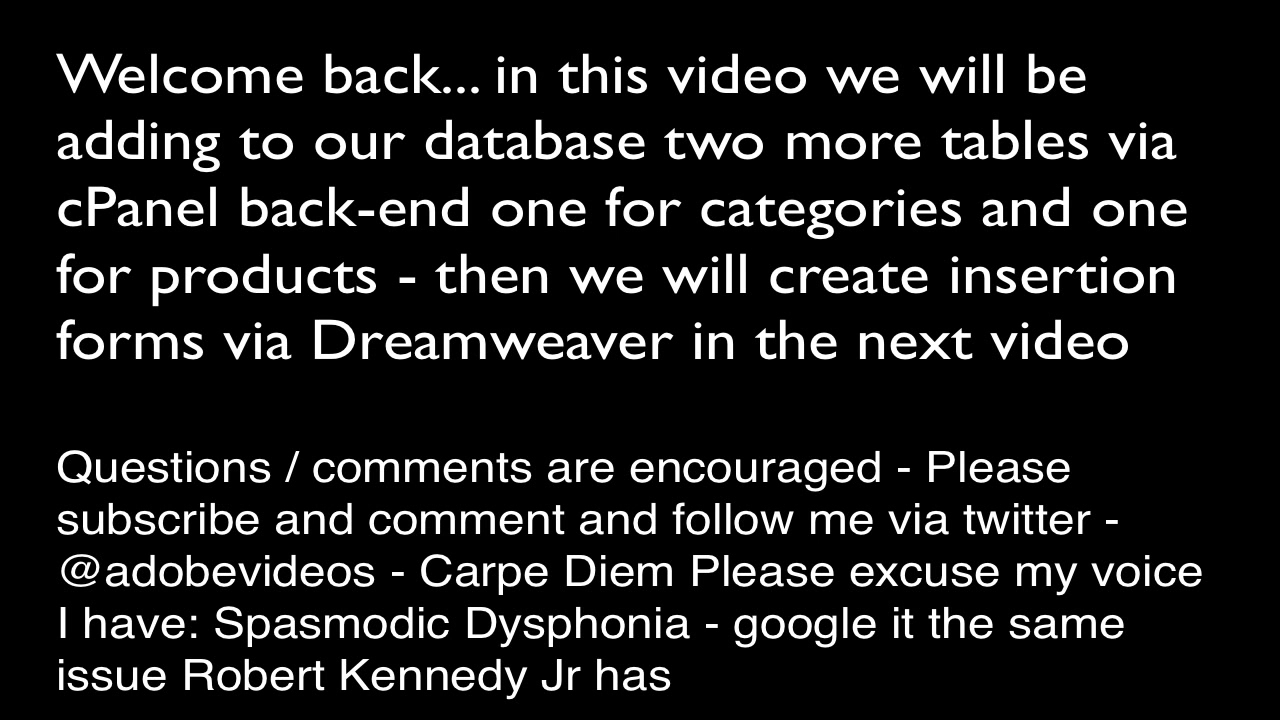 Welcome back... in this video we will be
adding to our database two more tables via
cPanel back-end one for categories and one
for products - then we will create insertion
forms via Dreamweaver in the next video
Questions / comments are encouraged - Please
subscribe and comment and follow me via twitter -
@adobevideos - Carpe Diem Please excuse my voice
I have: Spasmodic Dysphonia - google it the same
issue Robert Kennedy Jr has